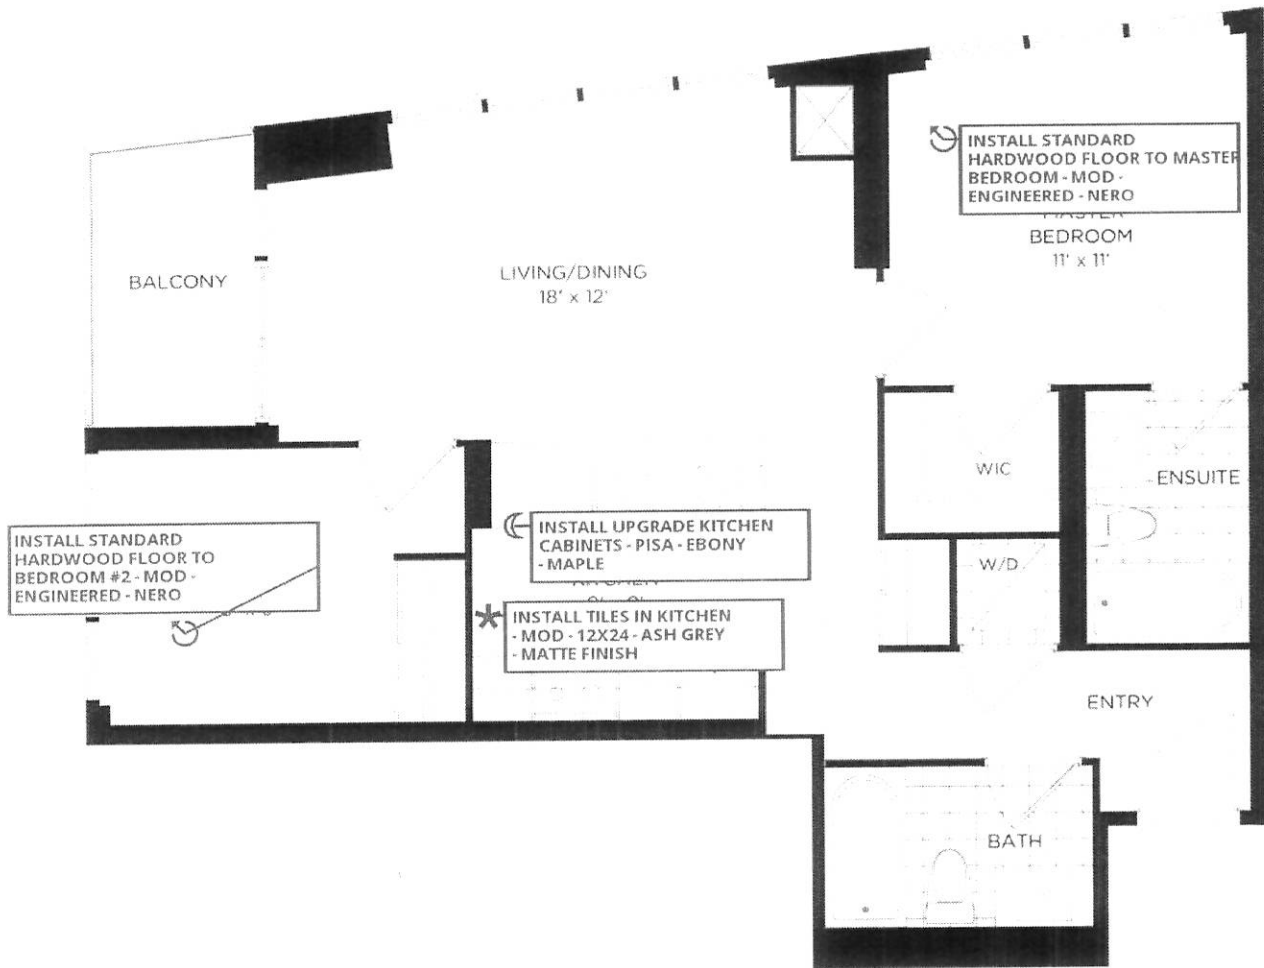 INSTALL STANDARD
HARDWOOD FLOOR TO MASTER
BEDROOM - MOD -
ENGINEERED - NERO
MASTER
BEDROOM
11' x 11'
BALCONY
LIVING/DINING
18' x 12'
WIC
ENSUITE
INSTALL STANDARD
HARDWOOD FLOOR TO
BEDROOM #2 - MOD -
ENGINEERED - NERO
INSTALL UPGRADE KITCHEN
CABINETS - PISA - EBONY
- MAPLE
KITCHEN
W/D
INSTALL TILES IN KITCHEN
- MOD - 12X24 - ASH GREY
- MATTE FINISH
ENTRY
BATH